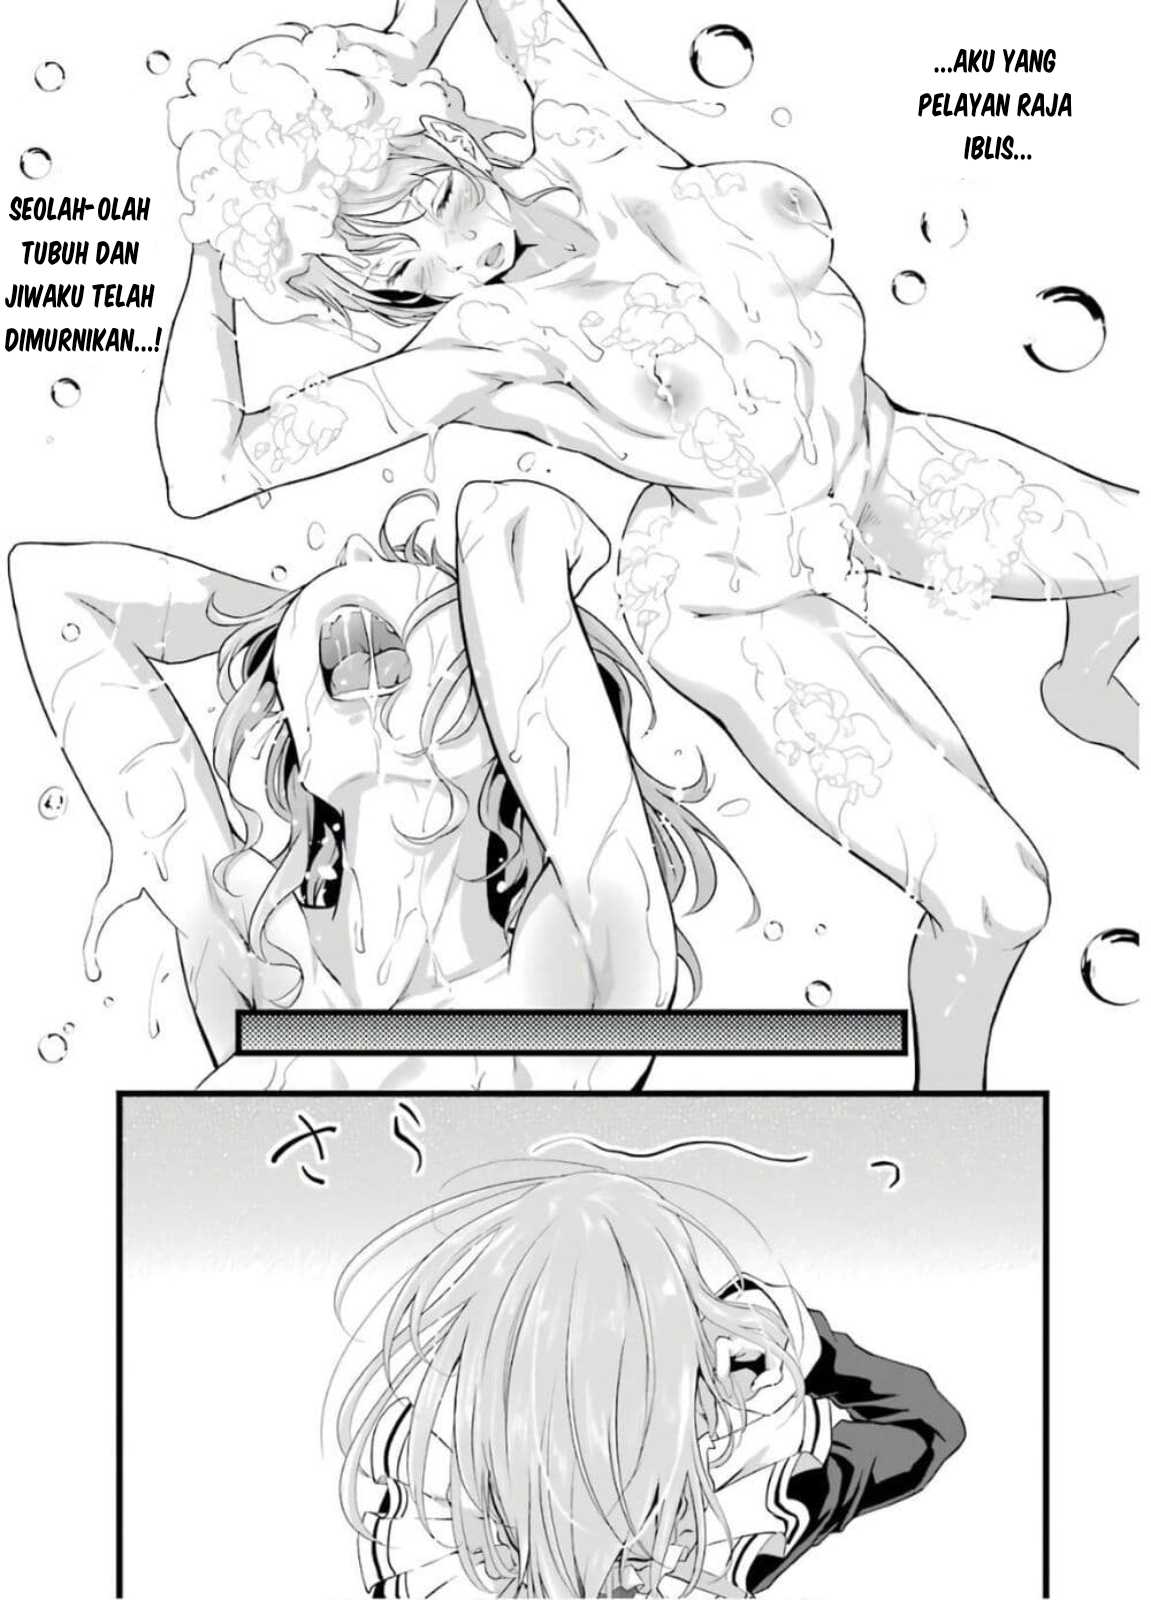 ...AKU YANG
PELAYAN RAJA
IBLIS...
SEOLAH-OLAH
TUBUH DAN
JIWAKU TELAH
DIMURNIKAN...!
さら
っ